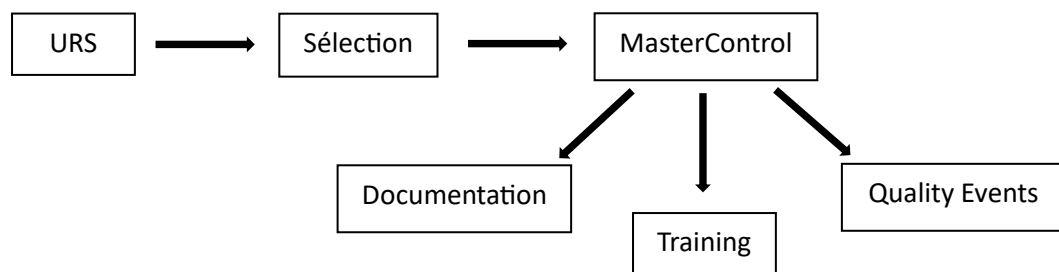 URS
Sélection
MasterControl
Documentation
Training
Quality Events